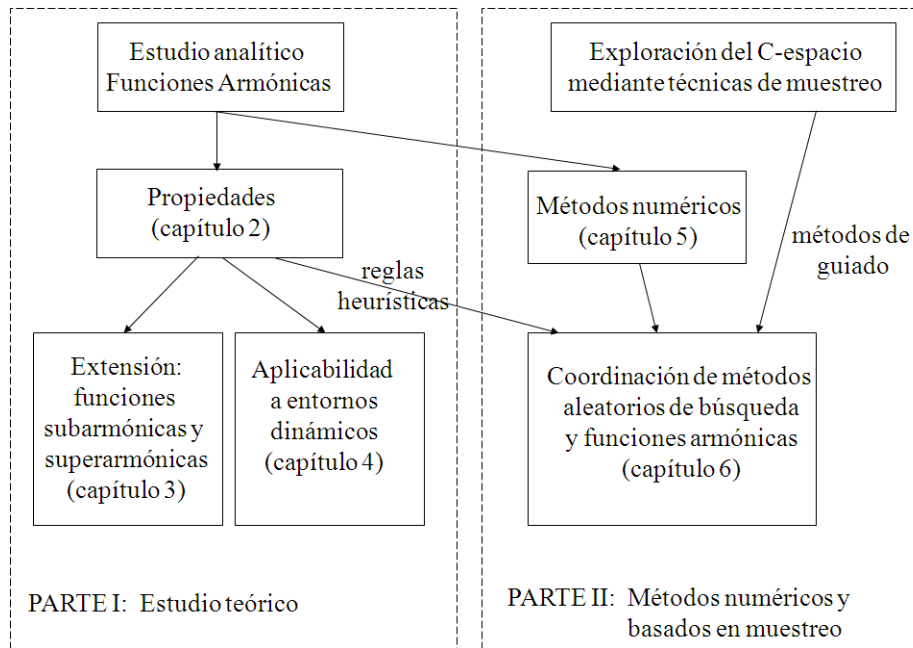 Estudio analítico
Funciones Armónicas
Propiedades
(capítulo 2)
reglas
heurísticas
Extensión:
funciones
subarmónicas y
superarmónicas
(capítulo 3)
Aplicabilidad
a entornos
dinámicos
(capítulo 4)
PARTE I: Estudio teórico
Exploración del C-espacio
mediante técnicas de muestreo
Métodos numéricos
(capítulo 5)
métodos de
guiado
Coordinación de métodos
aleatorios de búsqueda
y funciones armónicas
(capítulo 6)
PARTE II: Métodos numéricos y
basados en muestreo